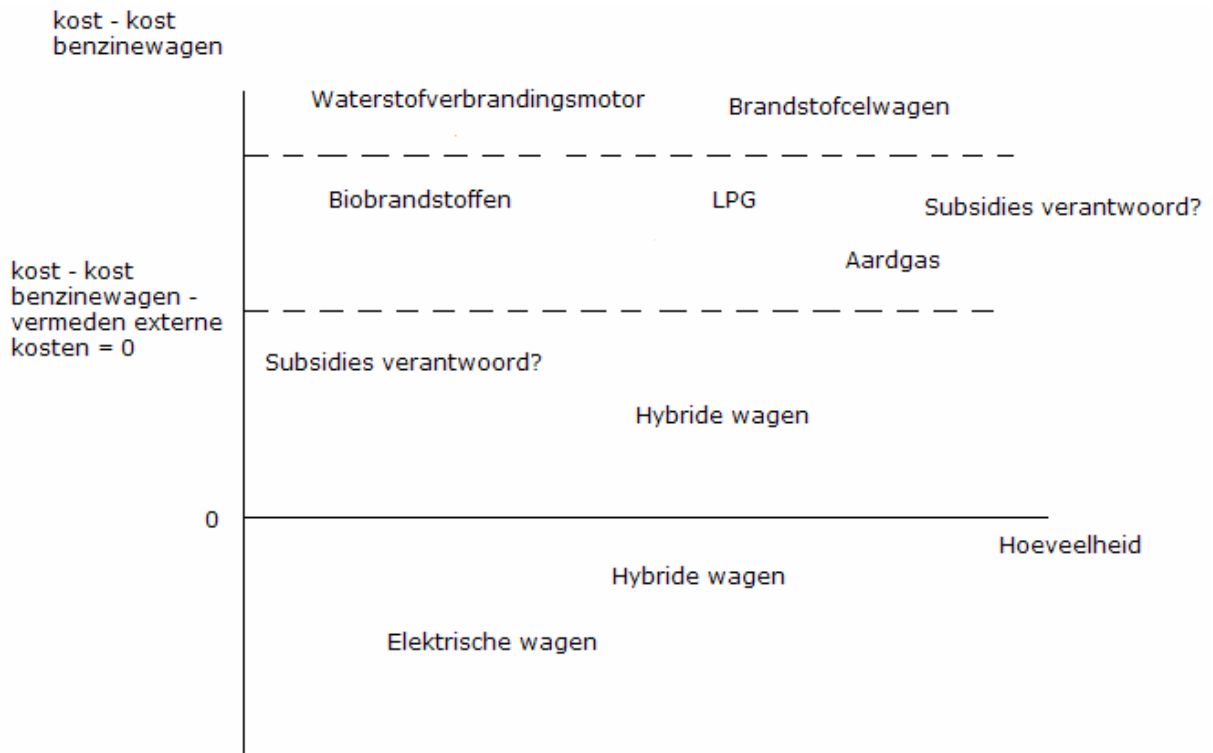 kost - kost
benzinewagen
Waterstofverbrandingsmotor
Brandstofcelwagen
Biobrandstoffen
LPG
Subsidies verantwoord?
Aardgas
kost - kost
benzinewagen -
vermeden externe
kosten = 0
Subsidies verantwoord?
Hybride wagen
0
Hoeveelheid
Hybride wagen
Elektrische wagen